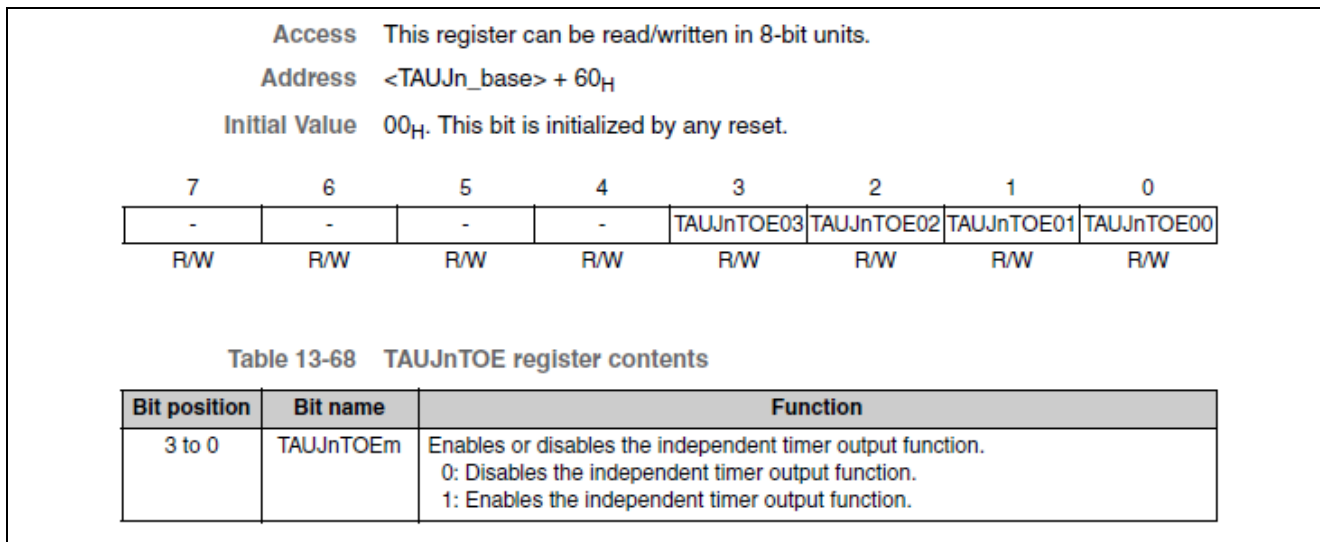 Access This register can be read/written in 8-bit units.
Address <TAUJn_base> + 60H
Initial Value 00H. This bit is initialized by any reset.
7 6 5 4 3 2 1 0
- - - - TAUJnTOE03 TAUJnTOE02 TAUJnTOE01 TAUJnTOE00
R/W R/W R/W R/W R/W R/W R/W R/W
Table 13-68 TAUJnTOE register contents
Bit position Bit name Function
3 to 0 TAUJnTOEm Enables or disables the independent timer output function.
0: Disables the independent timer output function.
1: Enables the independent timer output function.